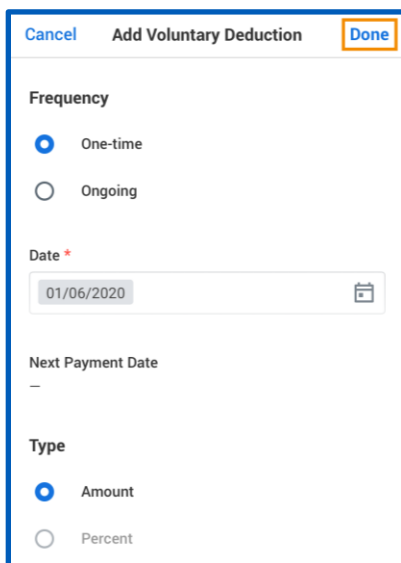 Cancel Add Voluntary Deduction Done
Frequency
One-time
Ongoing
Date *
01/06/2020
Next Payment Date
—
Type
Amount
Percent